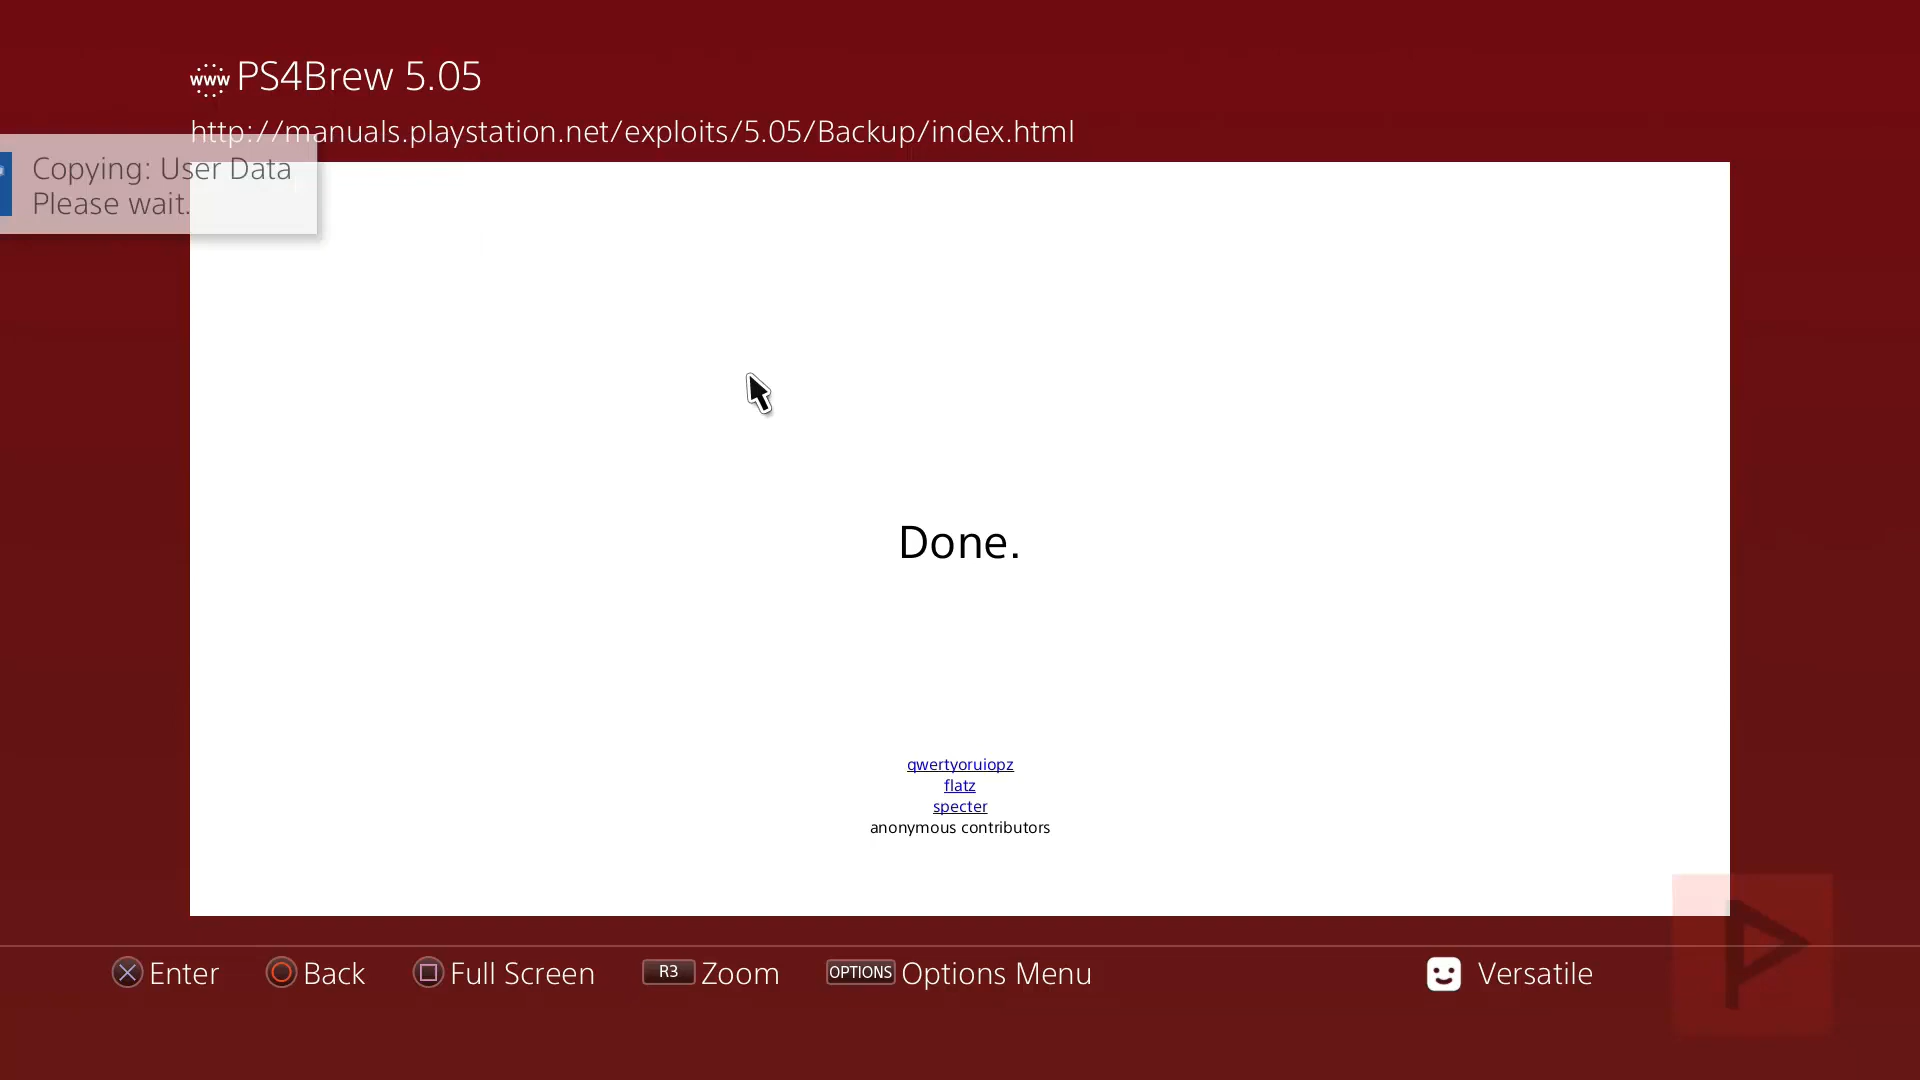 www PS4Brew 5.05
http://manuals.playstation.net/exploits/5.05/Backup/index.html
Copying: User Data
Please wait.
Done.
qwertyoruiopz
flatz
specter
anonymous contributors
Enter Back Full Screen R3 Zoom OPTIONS Options Menu Versatile